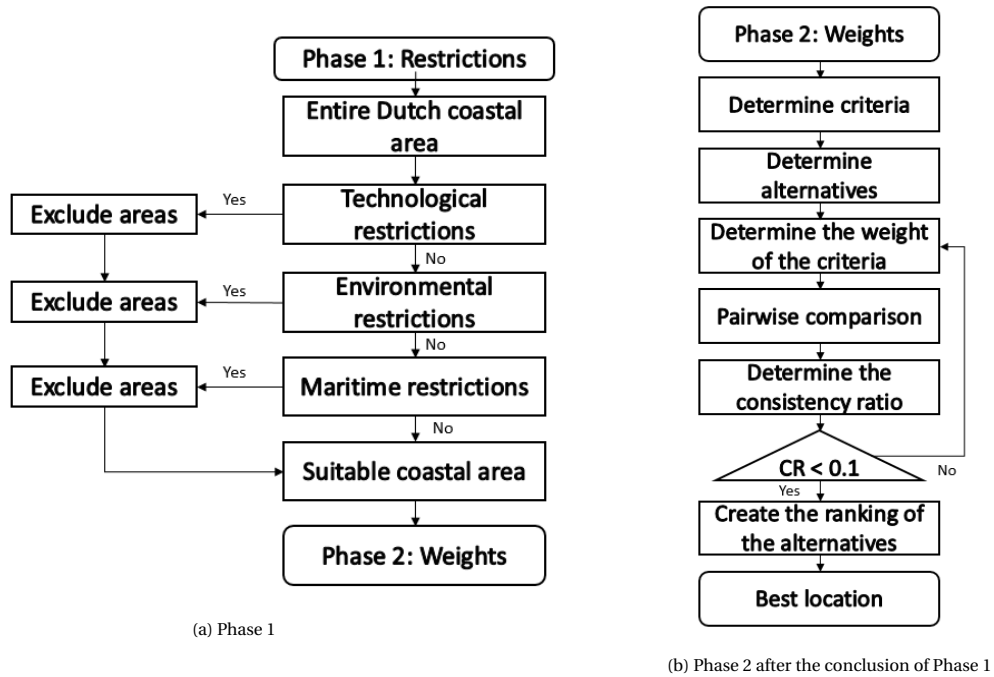 Phase 1: Restrictions
Entire Dutch coastal
area
Technological
restrictions
Yes
Exclude areas
No
Environmental
restrictions
Yes
Exclude areas
No
Maritime restrictions
Yes
Exclude areas
No
Suitable coastal area
Phase 2: Weights
(a) Phase 1
Phase 2: Weights
Determine criteria
Determine
alternatives
Determine the weight
of the criteria
Pairwise comparison
Determine the
consistency ratio
CR < 0.1
No
Yes
Create the ranking of
the alternatives
Best location
(b) Phase 2 after the conclusion of Phase 1